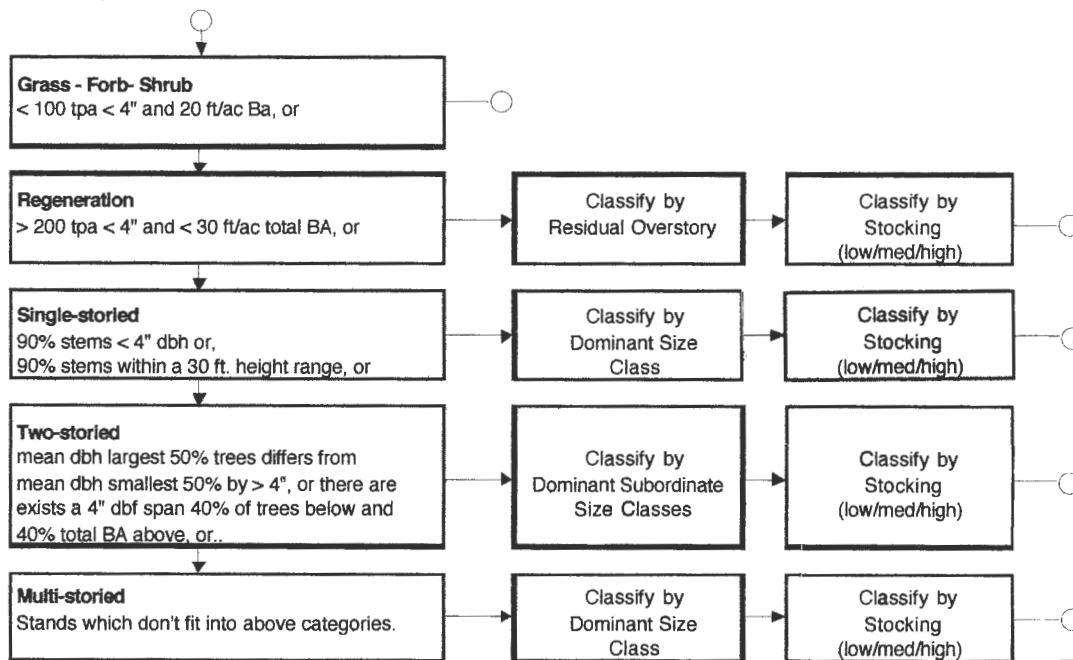 Grass - Forb- Shrub
< 100 tpa < 4" and 20 ft/ac Ba, or
Regeneration
> 200 tpa < 4" and < 30 ft/ac total BA, or
Classify by
Residual Overstory
Classify by
Stocking
(low/med/high)
Single-storied
90% stems < 4" dbh or,
90% stems within a 30 ft. height range, or
Classify by
Dominant Size
Class
Classify by
Stocking
(low/med/high)
Two-storied
mean dbh largest 50% trees differs from
mean dbh smallest 50% by > 4", or there are
exists a 4" dbf span 40% of trees below and
40% total BA above, or..
Classify by
Dominant Subordinate
Size Classes
Classify by
Stocking
(low/med/high)
Multi-storied
Stands which don't fit into above categories.
Classify by
Dominant Size
Class
Classify by
Stocking
(low/med/high)